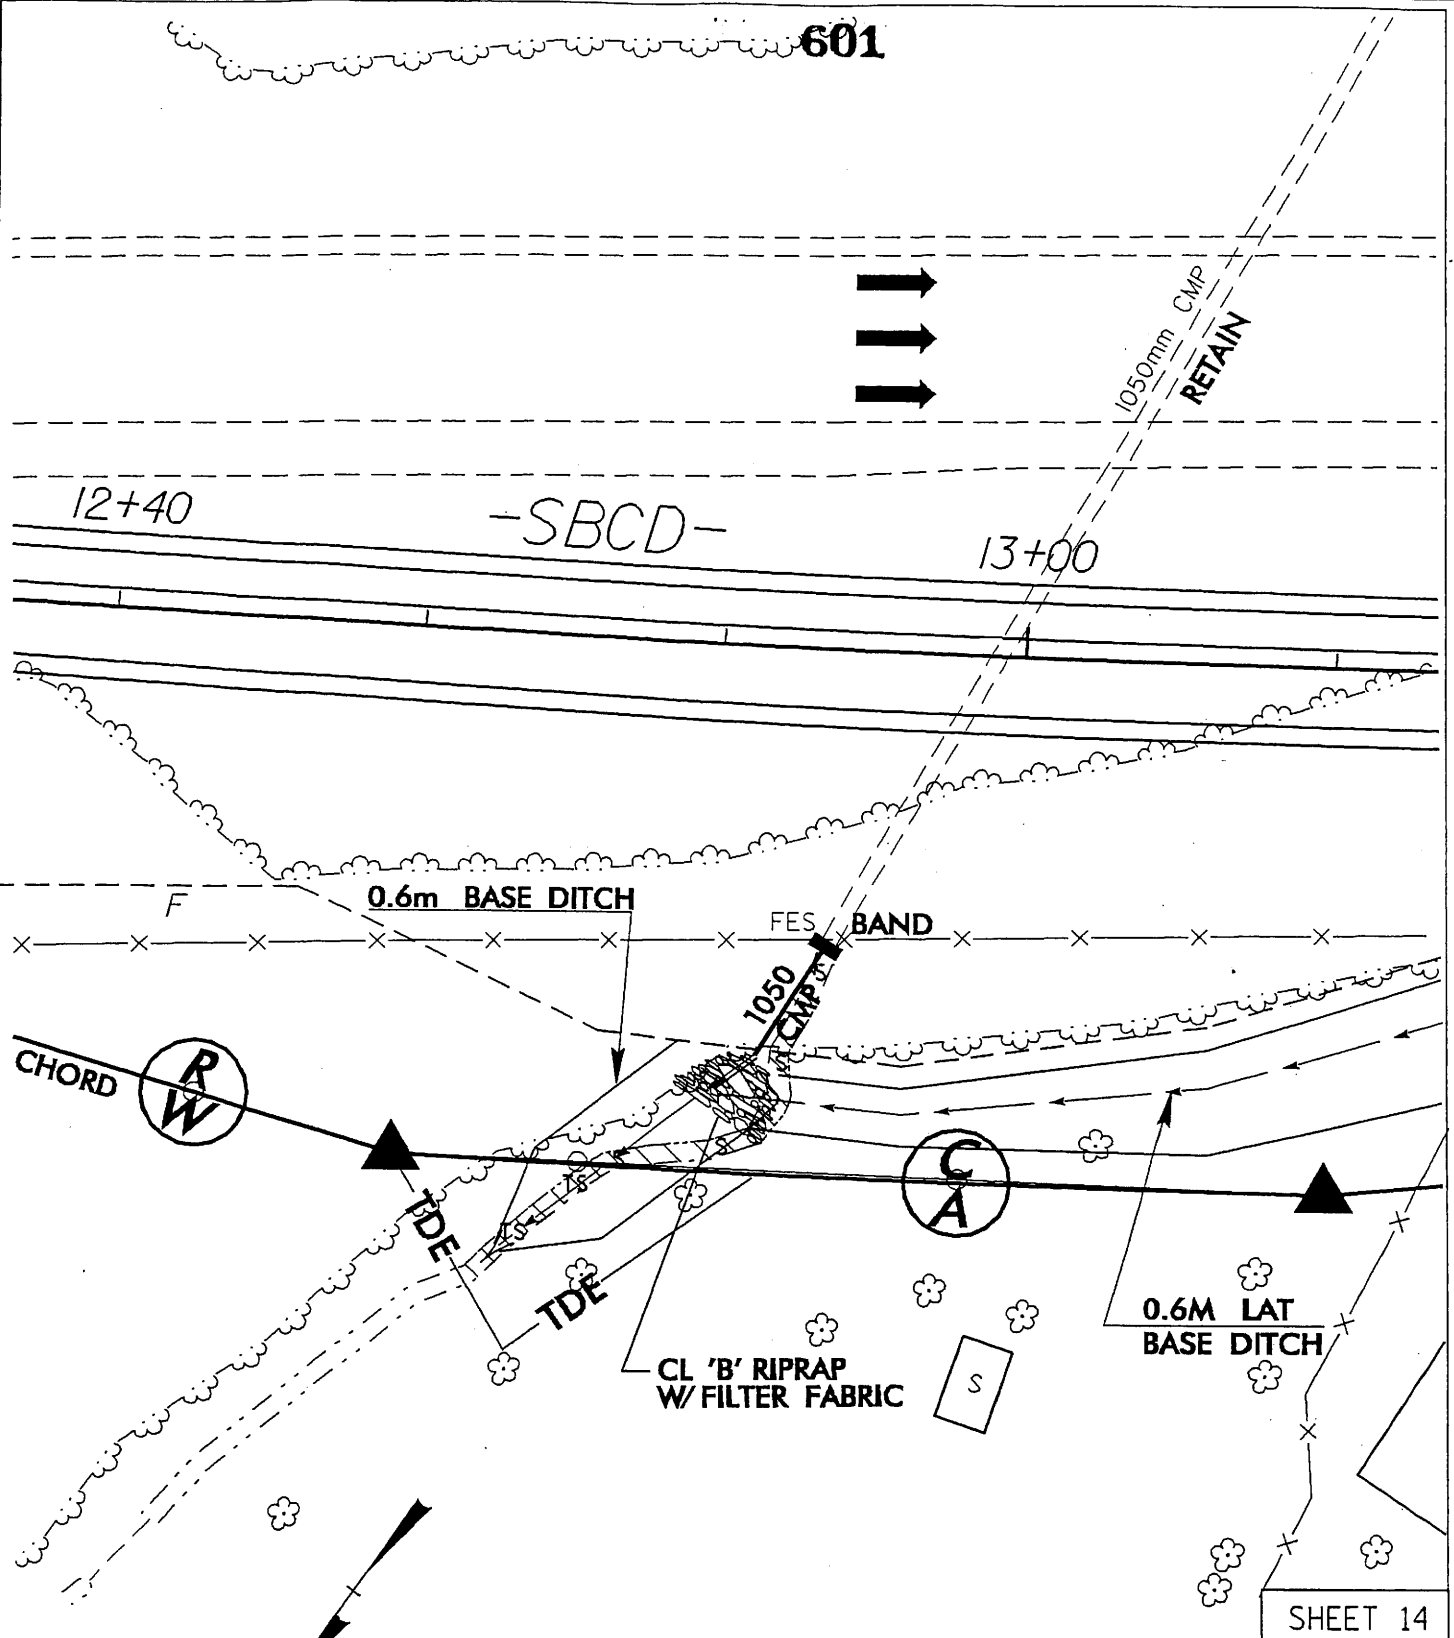 601
1050mm CMP
RETAIN
12+40
-SBCD-
13+00
0.6m BASE DITCH
F
FES
BAND
1050
CMP
CHORD
R
W
C
A
TDE
TDE
0.6M LAT
BASE DITCH
CL 'B' RIPRAP
W/ FILTER FABRIC
S
SHEET 14